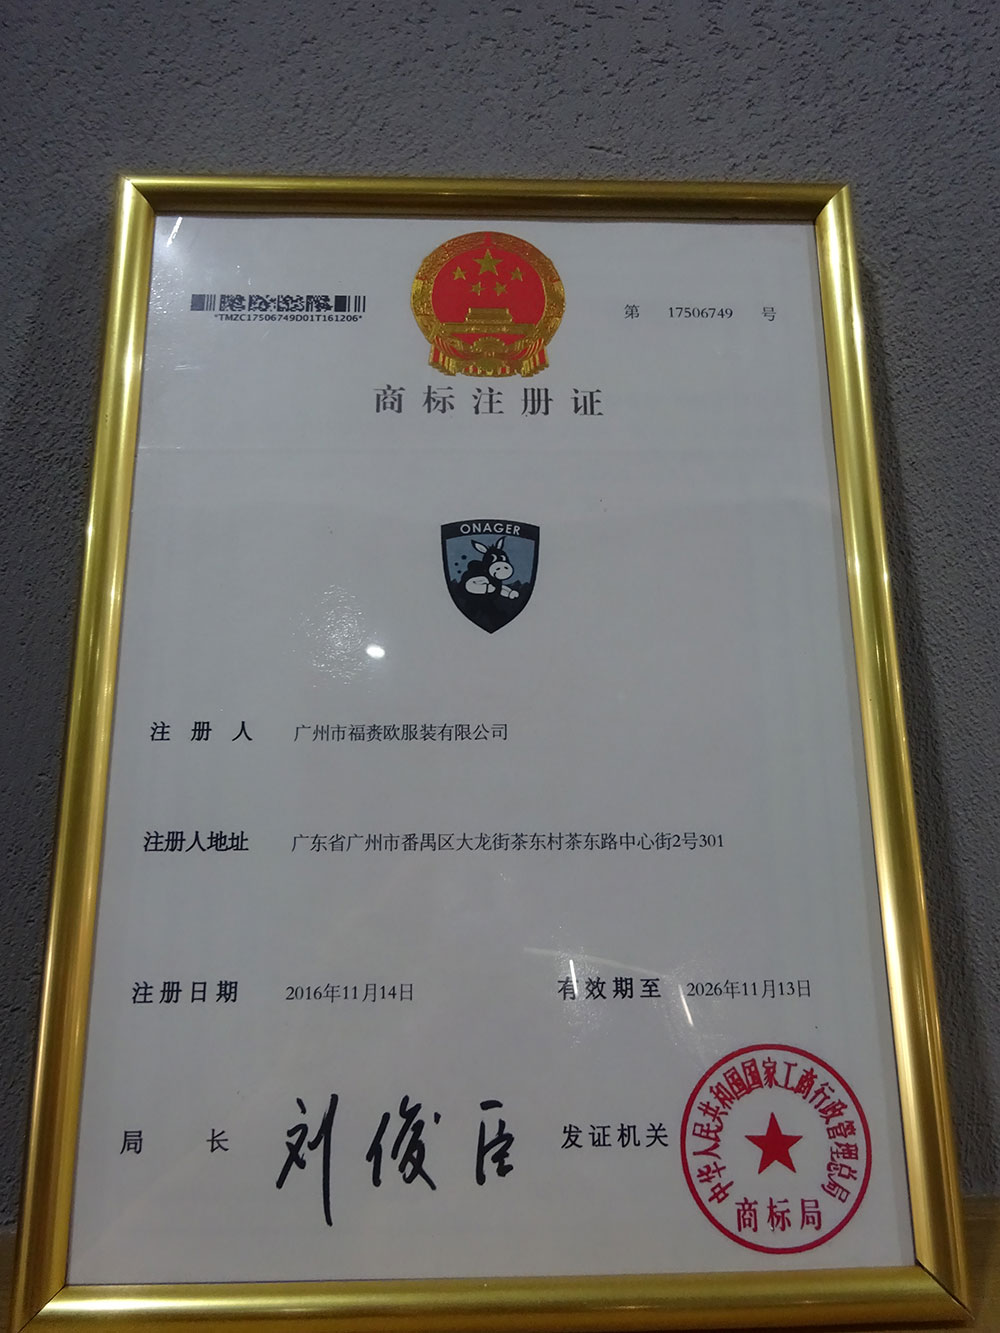 *TMZC17506749D01T161206*
第 17506749 号
商标注册证
ONAGER
注册人 广州市福赉欧服装有限公司
注册人地址 广东省广州市番禺区大龙街茶东村茶东路中心街2号301
注册日期 2016年11月14日 有效期至 2026年11月13日
局长 刘俊臣 发证机关
中华人民共和国国家工商行政管理总局
商标局